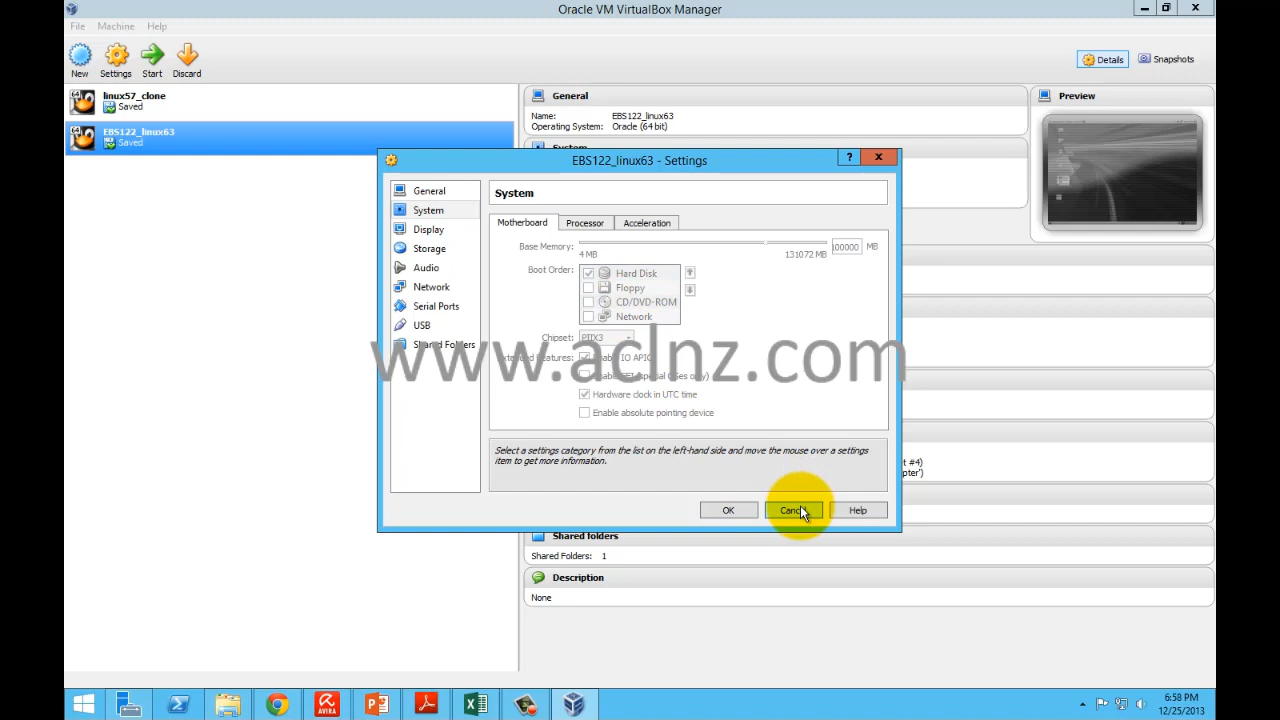 Oracle VM VirtualBox Manager
File Machine Help
New Settings Start Discard
Details Snapshots
linux57_clone
Saved
EBS122_linux63
Saved
General
Name: EBS122_linux63
Operating System: Oracle (64 bit)
System
Preview
EBS122_linux63 - Settings
?
General
System
Display
Storage
Audio
Network
Serial Ports
USB
Shared Folders
System
Motherboard Processor Acceleration
Base Memory: MB
4 MB 131072 MB
Boot Order: Hard Disk
Floppy
CD/DVD-ROM
Network
Chipset: PIIX3
Extended Features: Enable IO APIC
Hardware clock in UTC time
Enable absolute pointing device
www.aclnz.com
Select a settings category from the list on the left-hand side and move the mouse over a settings
item to get more information.
OK Cancel Help
t #4)
pter')
Shared folders
Shared Folders: 1
Description
None
AVIRA
6:58 PM
12/25/2013